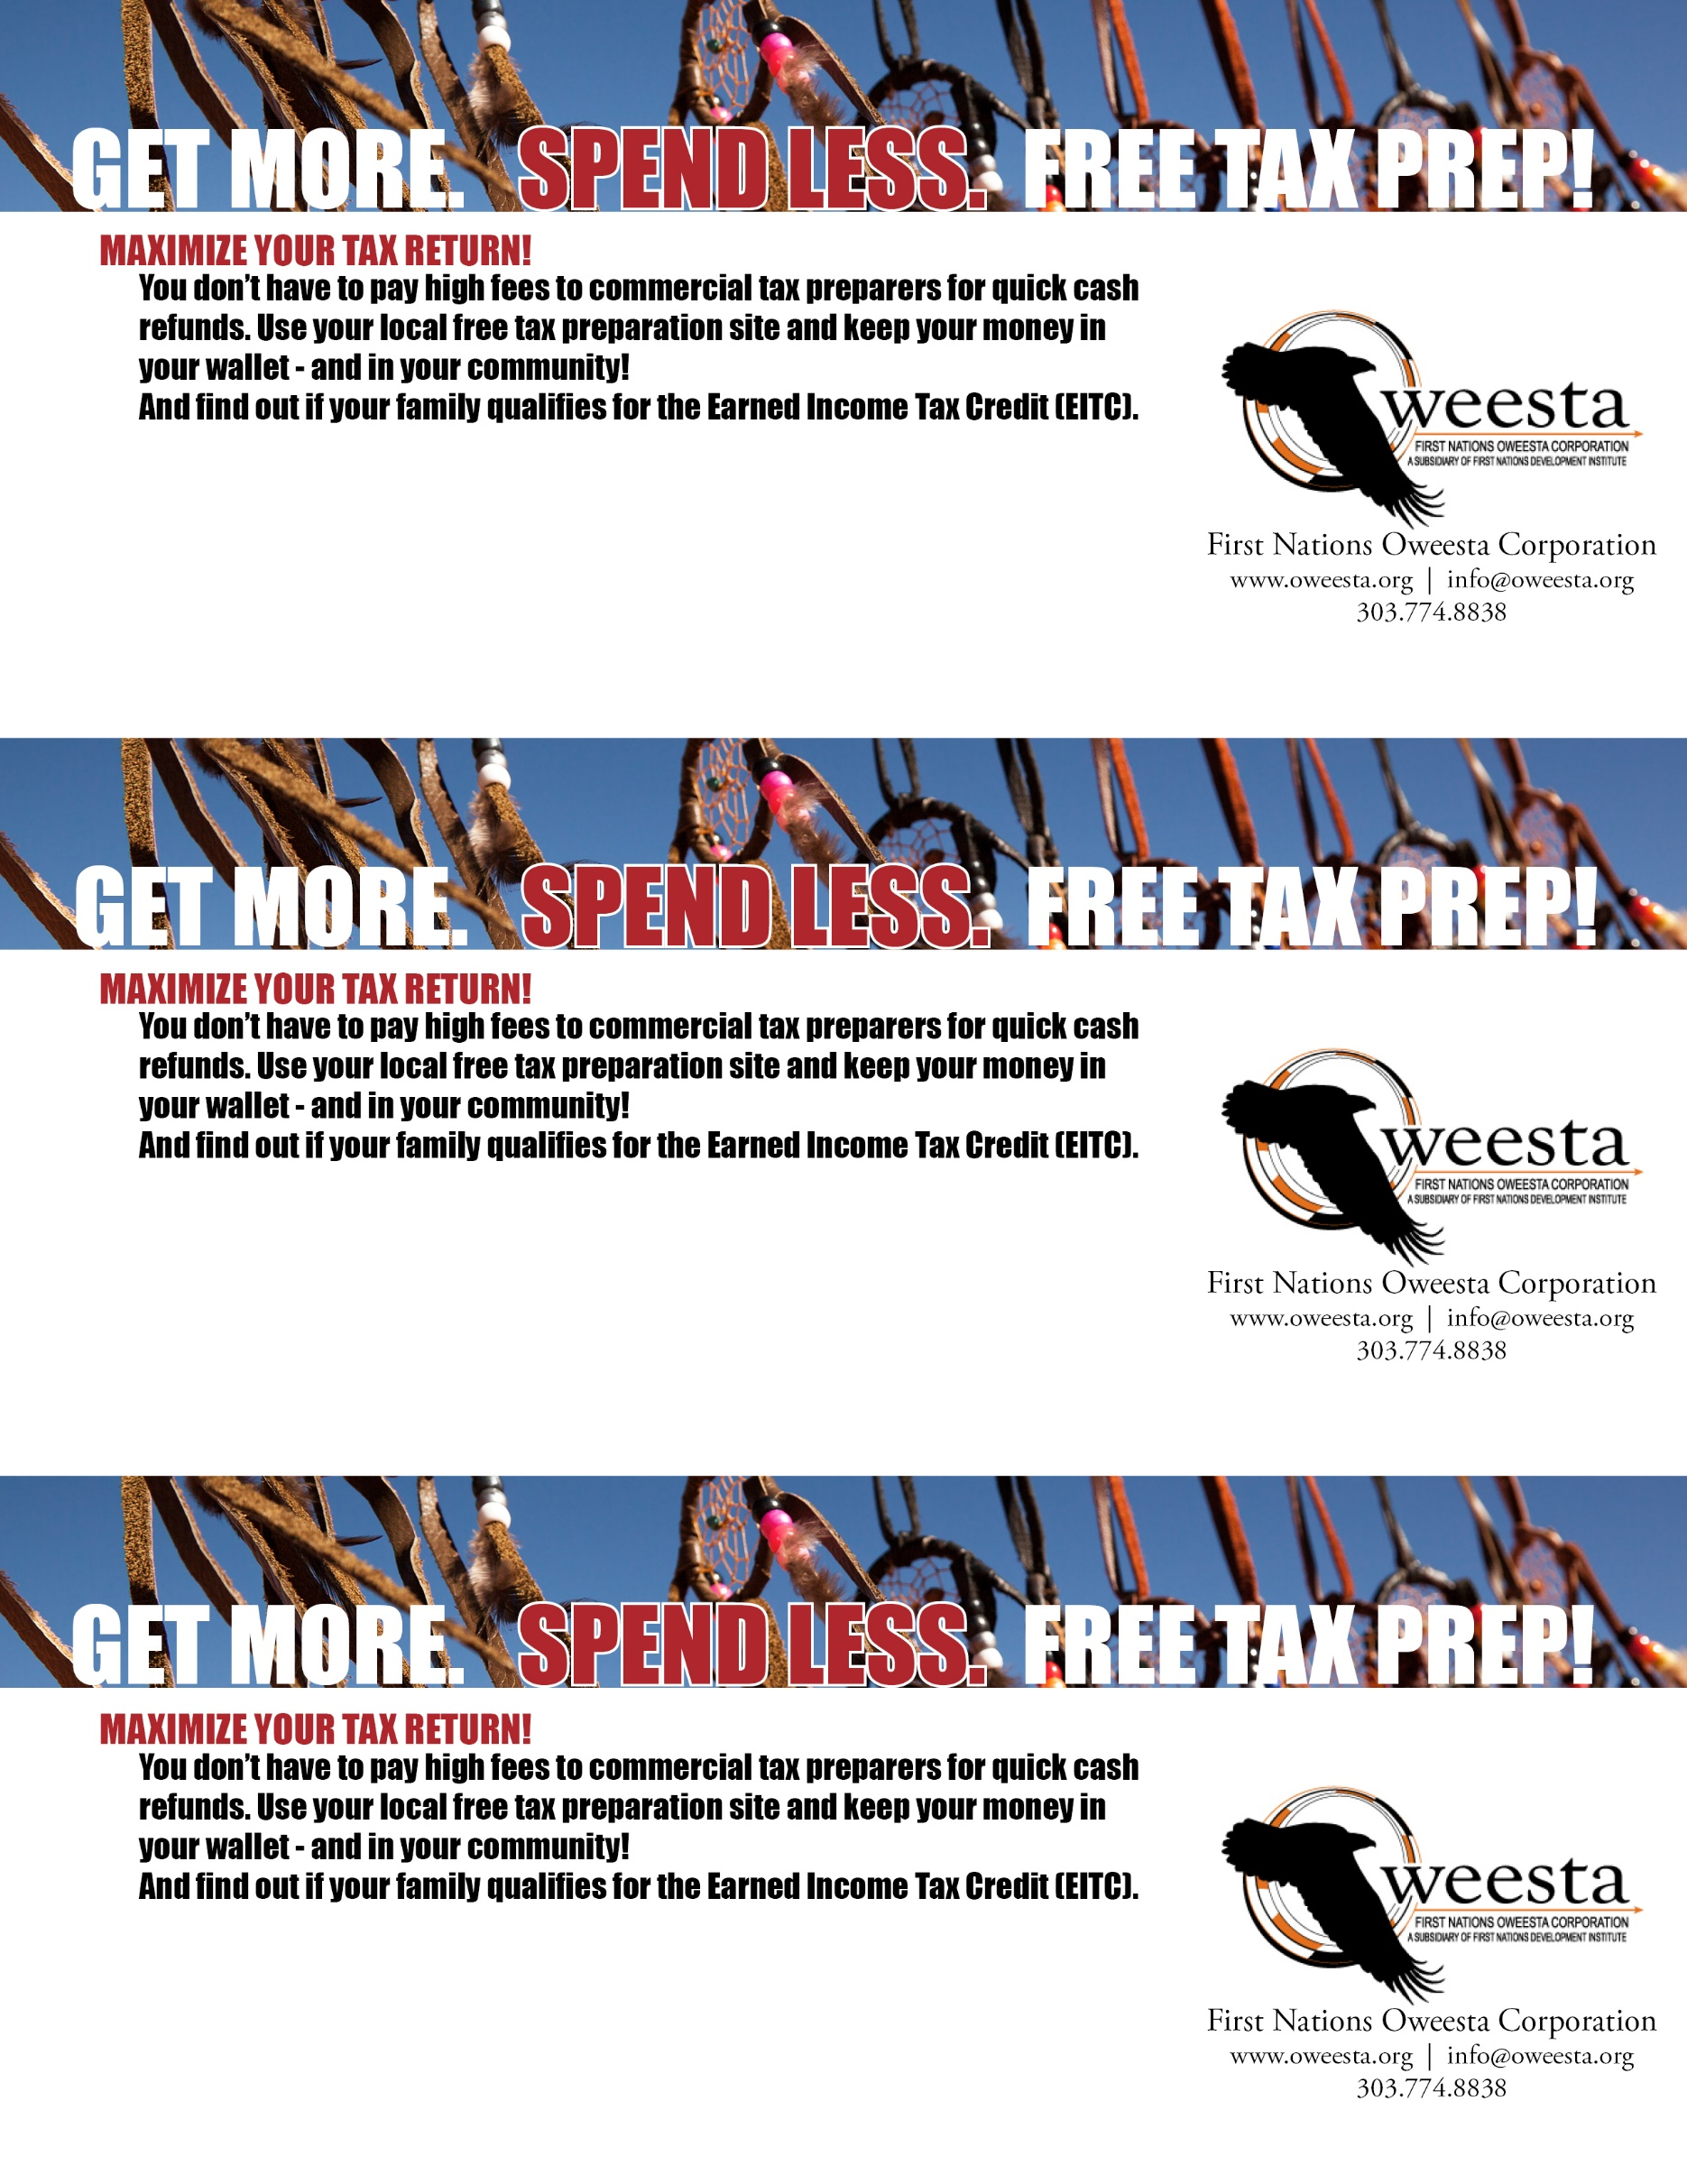 GET MORE. SPEND LESS. FREE TAX PREP!
MAXIMIZE YOUR TAX RETURN!
You don’t have to pay high fees to commercial tax preparers for quick cash
refunds. Use your local free tax preparation site and keep your money in
your wallet - and in your community!
And find out if your family qualifies for the Earned Income Tax Credit (EITC).
Oweesta
FIRST NATIONS OWEESTA CORPORATION
A SUBSIDIARY OF FIRST NATIONS DEVELOPMENT INSTITUTE
First Nations Oweesta Corporation
www.oweesta.org | info@oweesta.org
303.774.8838
GET MORE. SPEND LESS. FREE TAX PREP!
MAXIMIZE YOUR TAX RETURN!
You don’t have to pay high fees to commercial tax preparers for quick cash
refunds. Use your local free tax preparation site and keep your money in
your wallet - and in your community!
And find out if your family qualifies for the Earned Income Tax Credit (EITC).
Oweesta
FIRST NATIONS OWEESTA CORPORATION
A SUBSIDIARY OF FIRST NATIONS DEVELOPMENT INSTITUTE
First Nations Oweesta Corporation
www.oweesta.org | info@oweesta.org
303.774.8838
GET MORE. SPEND LESS. FREE TAX PREP!
MAXIMIZE YOUR TAX RETURN!
You don’t have to pay high fees to commercial tax preparers for quick cash
refunds. Use your local free tax preparation site and keep your money in
your wallet - and in your community!
And find out if your family qualifies for the Earned Income Tax Credit (EITC).
Oweesta
FIRST NATIONS OWEESTA CORPORATION
A SUBSIDIARY OF FIRST NATIONS DEVELOPMENT INSTITUTE
First Nations Oweesta Corporation
www.oweesta.org | info@oweesta.org
303.774.8838